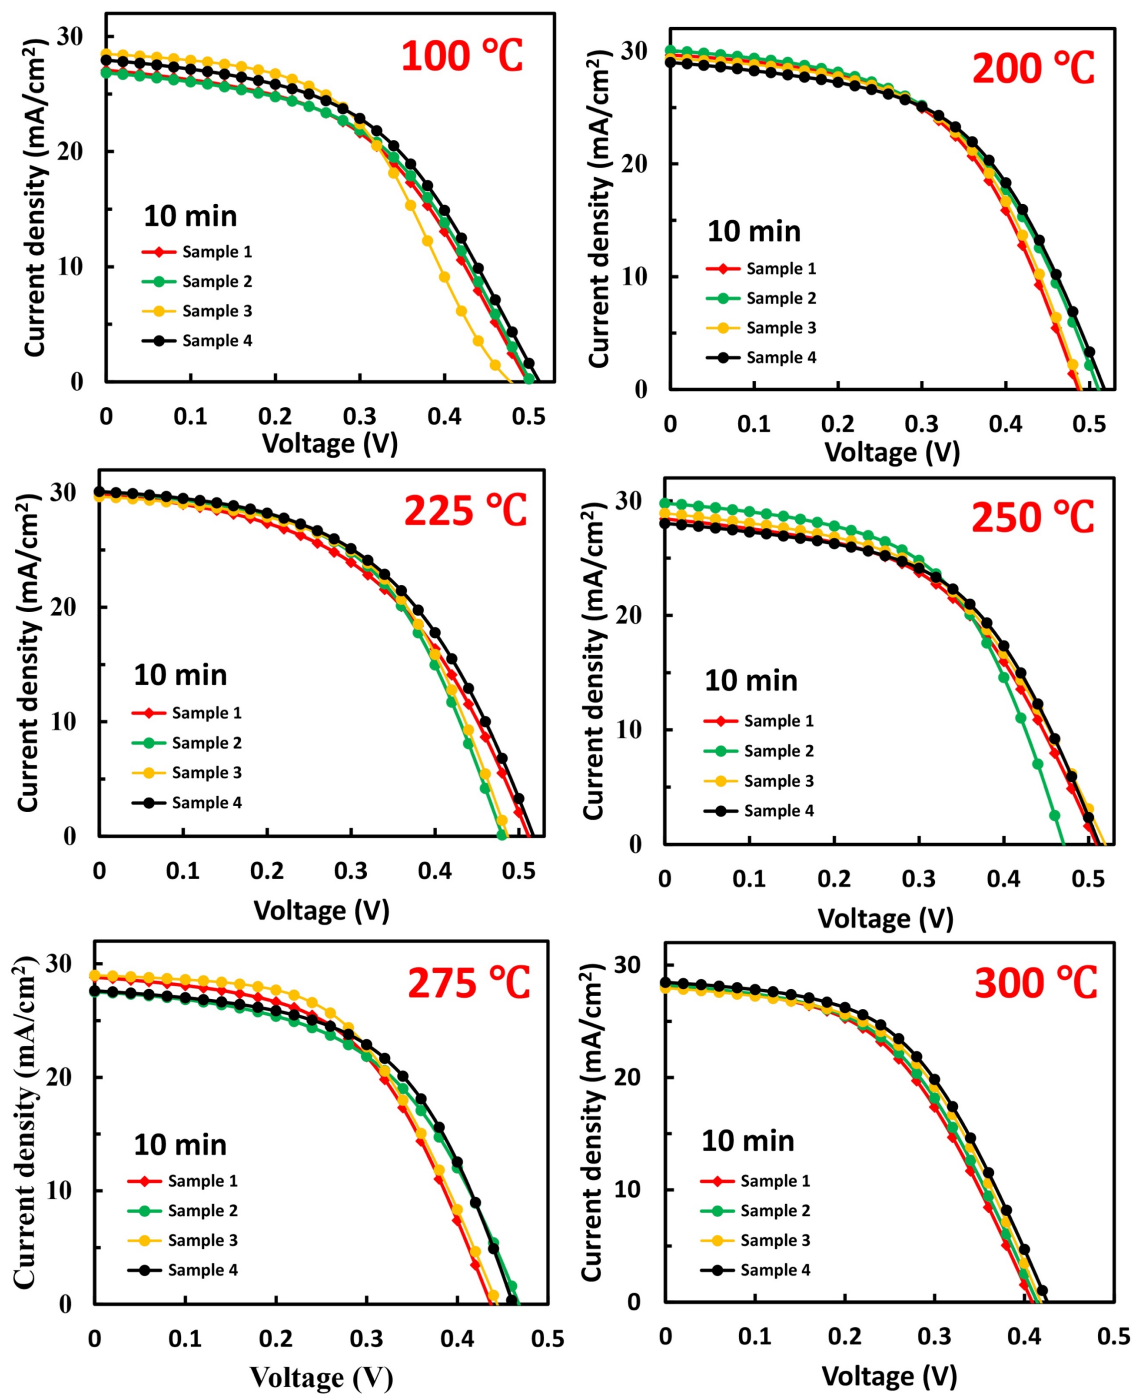 100 °C
Current density (mA/cm²)
30
20
10
0
10 min
Sample 1
Sample 2
Sample 3
Sample 4
0 0.1 0.2 0.3 0.4 0.5
Voltage (V)
200 °C
Current density (mA/cm²)
30
20
10
0
10 min
Sample 1
Sample 2
Sample 3
Sample 4
0 0.1 0.2 0.3 0.4 0.5
Voltage (V)
225 °C
Current density (mA/cm²)
30
20
10
0
10 min
Sample 1
Sample 2
Sample 3
Sample 4
0 0.1 0.2 0.3 0.4 0.5
Voltage (V)
250 °C
Current density (mA/cm²)
30
20
10
0
10 min
Sample 1
Sample 2
Sample 3
Sample 4
0 0.1 0.2 0.3 0.4 0.5
Voltage (V)
275 °C
Current density (mA/cm²)
30
20
10
0
10 min
Sample 1
Sample 2
Sample 3
Sample 4
0 0.1 0.2 0.3 0.4 0.5
Voltage (V)
300 °C
Current density (mA/cm²)
30
20
10
0
10 min
Sample 1
Sample 2
Sample 3
Sample 4
0 0.1 0.2 0.3 0.4 0.5
Voltage (V)